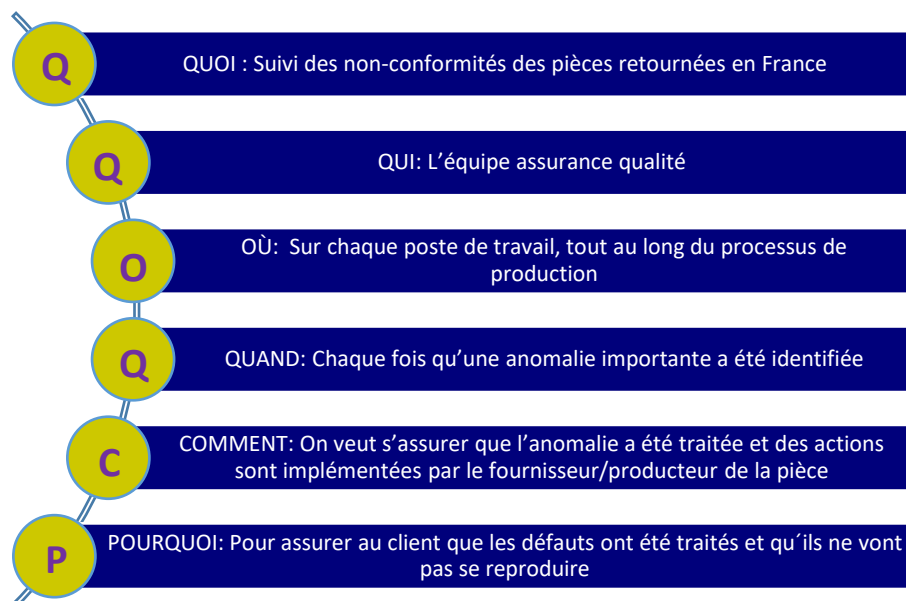 Q
QUOI : Suivi des non-conformités des pièces retournées en France
Q
QUI: L’équipe assurance qualité
O
OÙ:  Sur chaque poste de travail, tout au long du processus de
production
Q
QUAND: Chaque fois qu’une anomalie importante a été identifiée
C
COMMENT: On veut s’assurer que l’anomalie a été traitée et des actions
sont implémentées par le fournisseur/producteur de la pièce
P
POURQUOI: Pour assurer au client que les défauts ont été traités et qu´ils ne vont
pas se reproduire